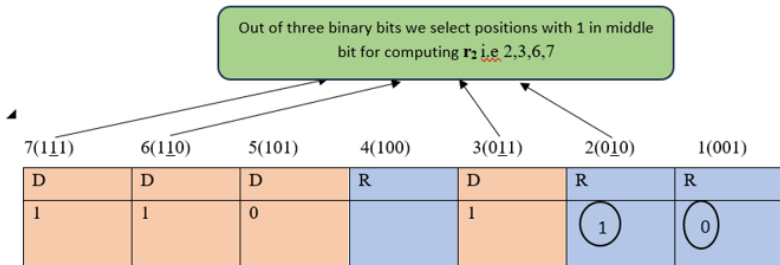 Out of three binary bits we select positions with 1 in middle
bit for computing r₂ i.e 2,3,6,7
7(111) 6(110) 5(101) 4(100) 3(011) 2(010) 1(001)
D D D R D R R
1 1 0 1 1 0